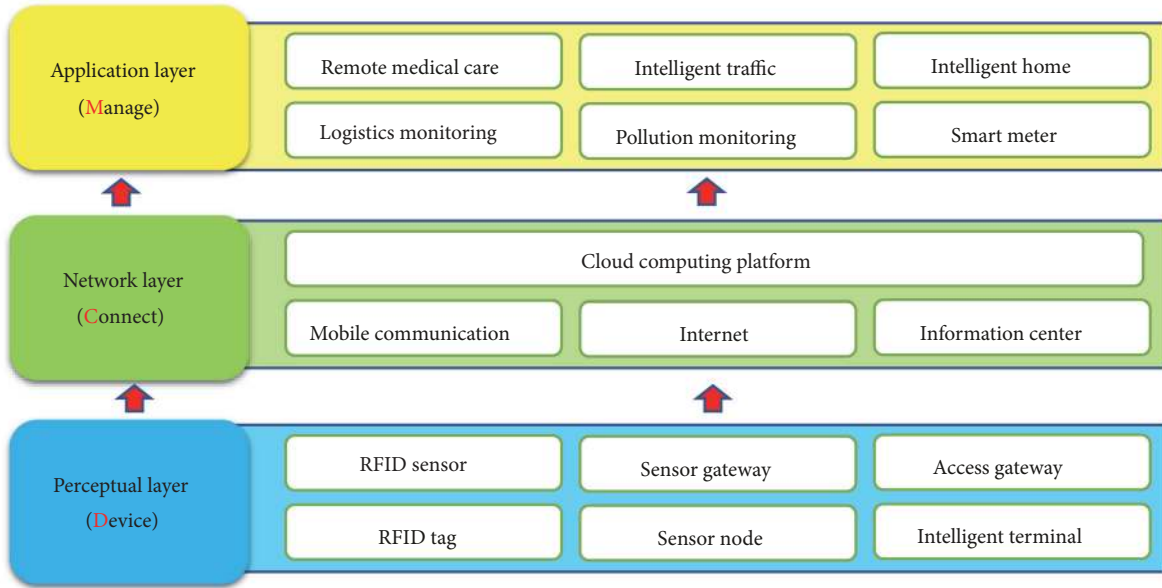 Application layer
(Manage)
Remote medical care
Intelligent traffic
Intelligent home
Logistics monitoring
Pollution monitoring
Smart meter
Network layer
(Connect)
Cloud computing platform
Mobile communication
Internet
Information center
Perceptual layer
(Device)
RFID sensor
Sensor gateway
Access gateway
RFID tag
Sensor node
Intelligent terminal